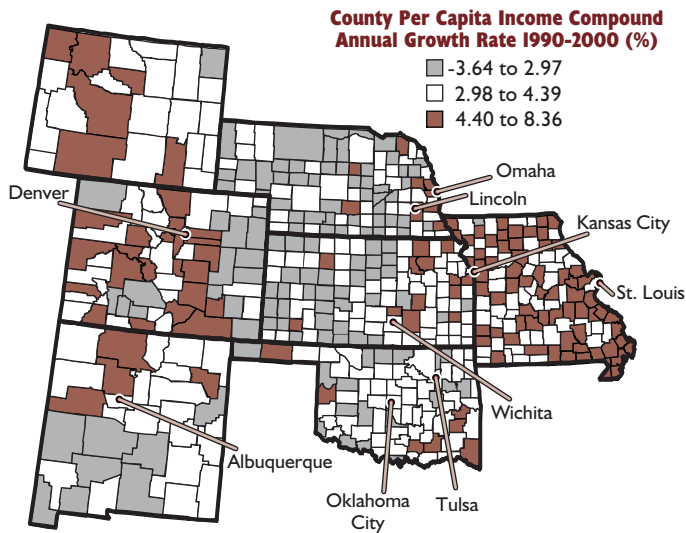 County Per Capita Income Compound
Annual Growth Rate 1990-2000 (%)
-3.64 to 2.97
2.98 to 4.39
4.40 to 8.36
Omaha
Denver
Lincoln
Kansas City
St. Louis
Wichita
Albuquerque
Oklahoma
City
Tulsa